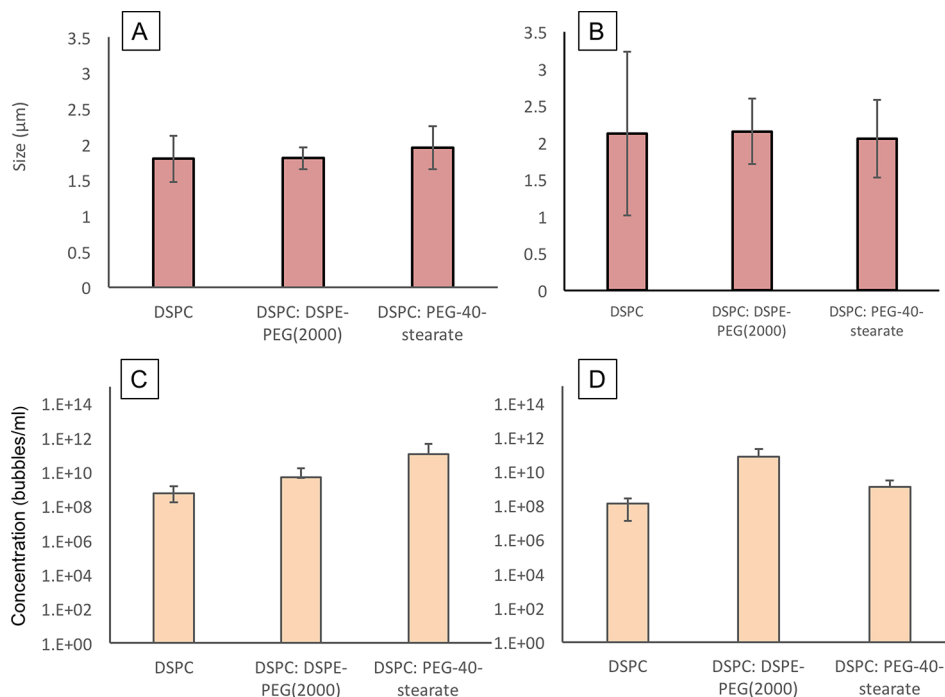 A
3.5
3
2.5
2
1.5
1
0.5
0
Size (µm)
DSPC
DSPC: DSPE-
PEG(2000)
DSPC: PEG-40-
stearate
B
3.5
3
2.5
2
1.5
1
0.5
0
DSPC
DSPC: DSPE-
PEG(2000)
DSPC: PEG-40-
stearate
C
1.E+14
1.E+12
1.E+10
1.E+08
1.E+06
1.E+04
1.E+02
1.E+00
Concentration (bubbles/ml)
DSPC
DSPC: DSPE-
PEG(2000)
DSPC: PEG-40-
stearate
D
1.E+14
1.E+12
1.E+10
1.E+08
1.E+06
1.E+04
1.E+02
1.E+00
DSPC
DSPC: DSPE-
PEG(2000)
DSPC: PEG-40-
stearate